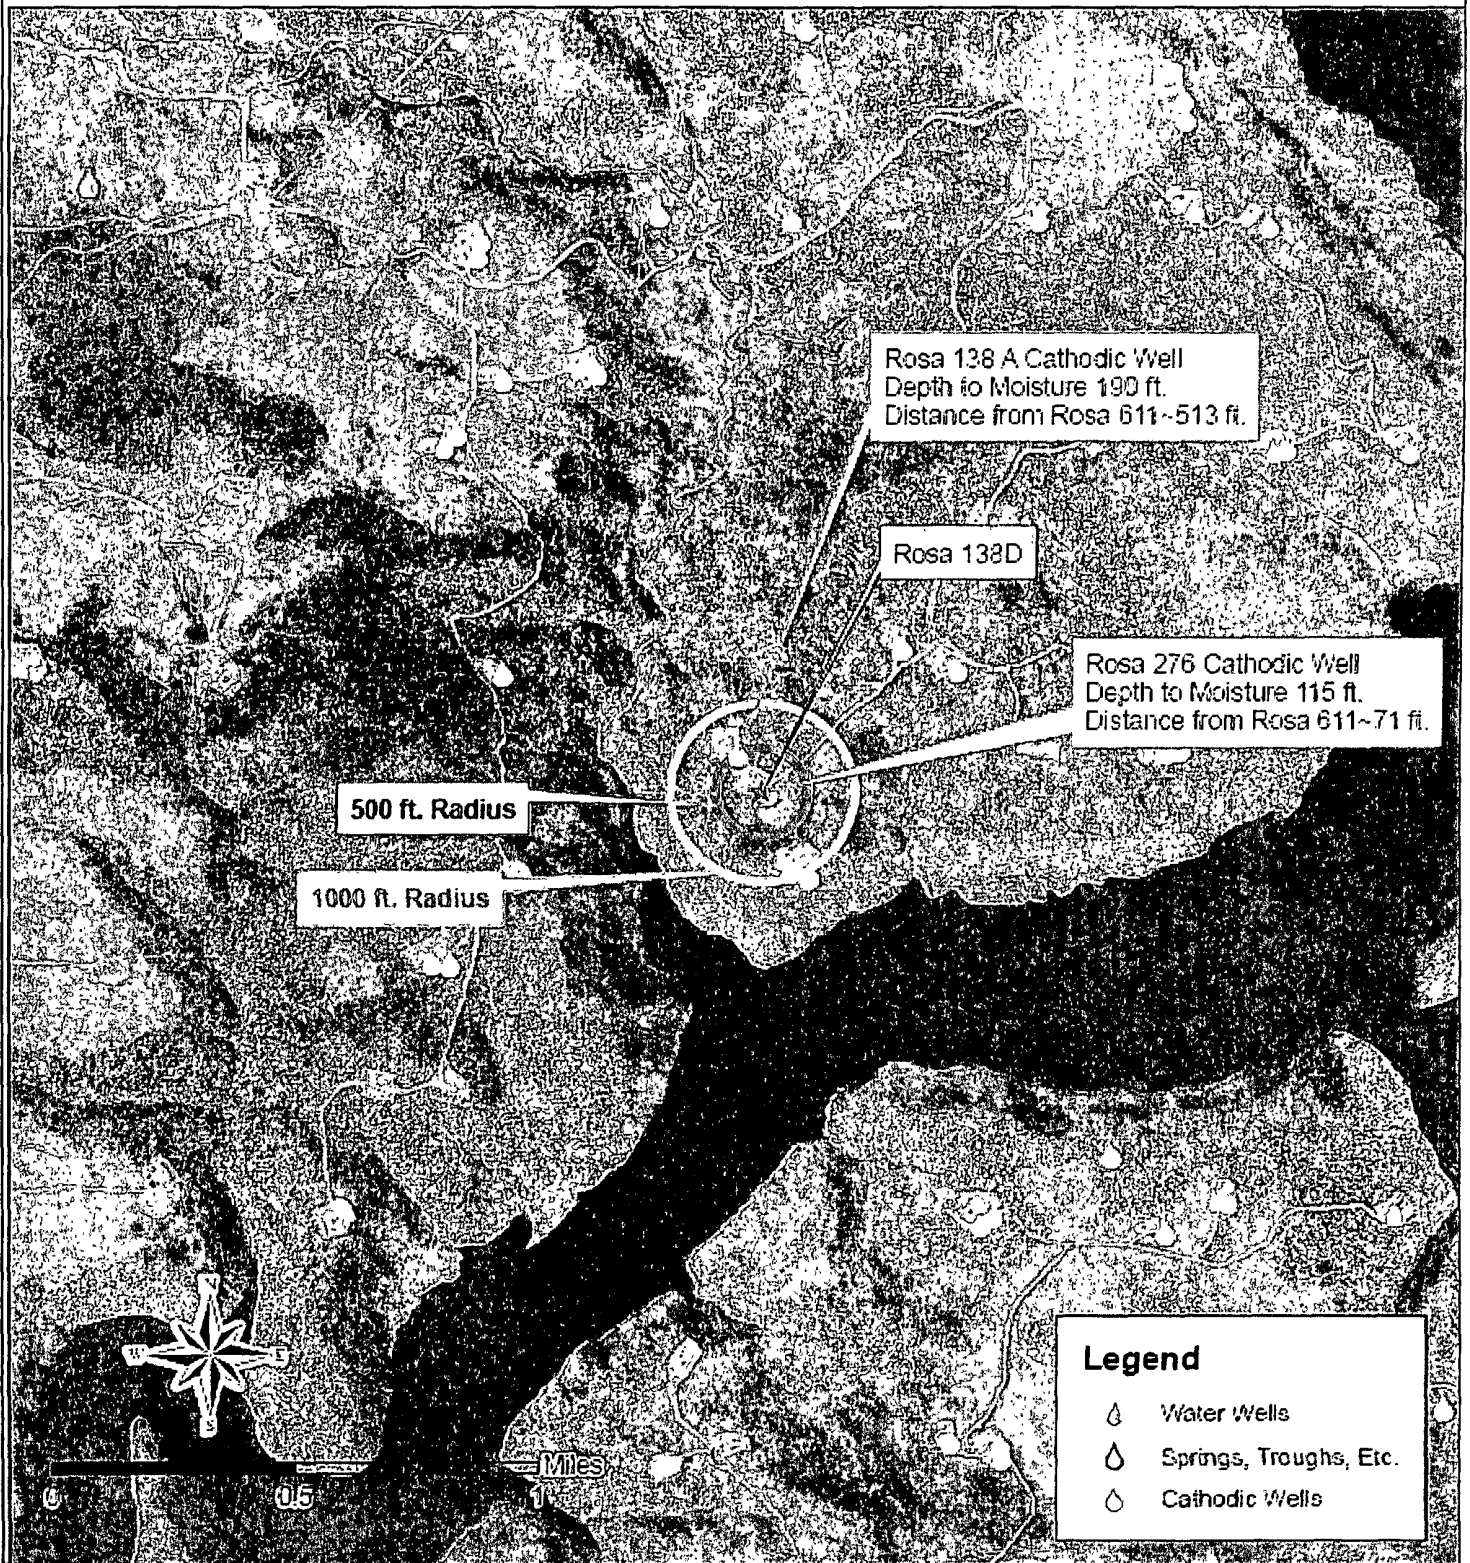 Rosa 138 A Cathodic Well
Depth to Moisture 190 ft.
Distance from Rosa 611~513 ft.
Rosa 138D
Rosa 276 Cathodic Well
Depth to Moisture 115 ft.
Distance from Rosa 611~71 ft.
500 ft. Radius
1000 ft. Radius
N
W E
S
Miles
0 0.5 1
Legend
Water Wells
Springs, Troughs, Etc.
Cathodic Wells